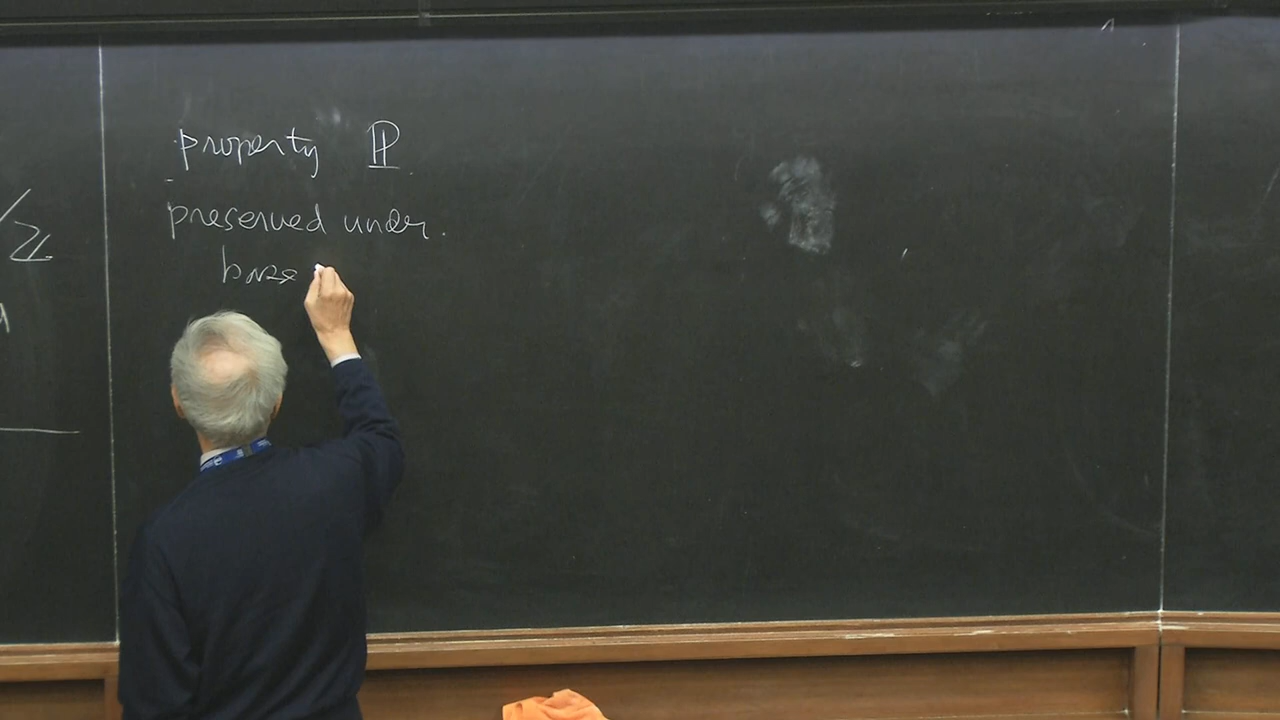 property ℙ
preserved under
base